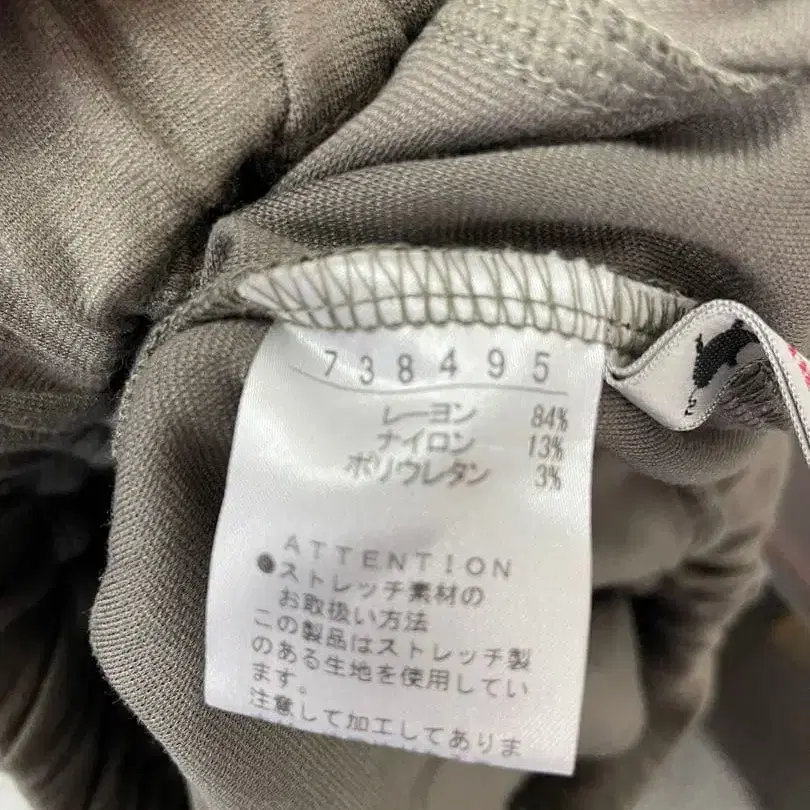 738495
レーヨン 84%
ナイロン 13%
ポリウレタン 3%
ATTENTION
●ストレッチ素材の
お取扱い方法
この製品はストレッチ製
のある生地を使用してい
ます。
注意して加工してありま